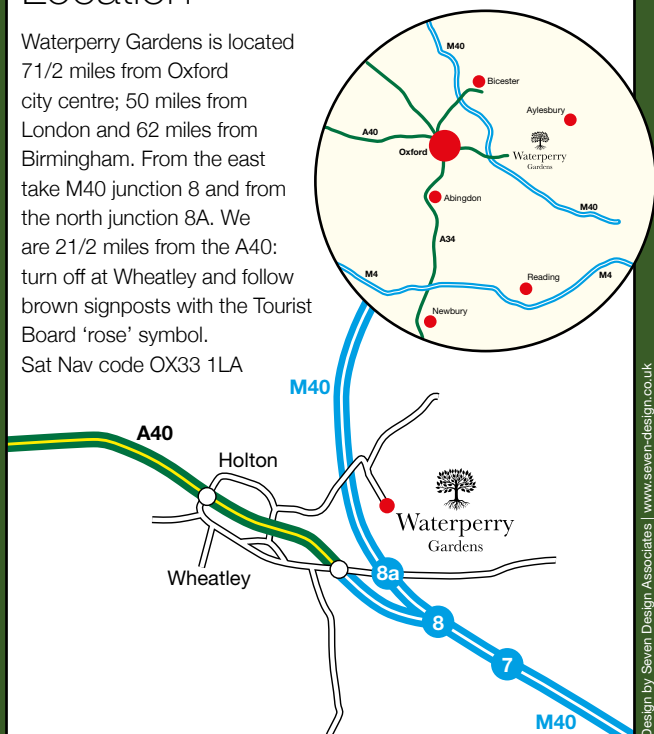 Location
Waterperry Gardens is located
71/2 miles from Oxford
city centre; 50 miles from
London and 62 miles from
Birmingham. From the east
take M40 junction 8 and from
the north junction 8A. We
are 21/2 miles from the A40:
turn off at Wheatley and follow
brown signposts with the Tourist
Board ‘rose’ symbol.
Sat Nav code OX33 1LA
M40
Bicester
Aylesbury
A40
Oxford
Waterperry
Gardens
Abingdon
M40
A34
M4
Reading
M4
Newbury
M40
A40
Holton
Waterperry
Gardens
Wheatley
8a
8
7
M40
Design by Seven Design Associates | www.seven-design.co.uk